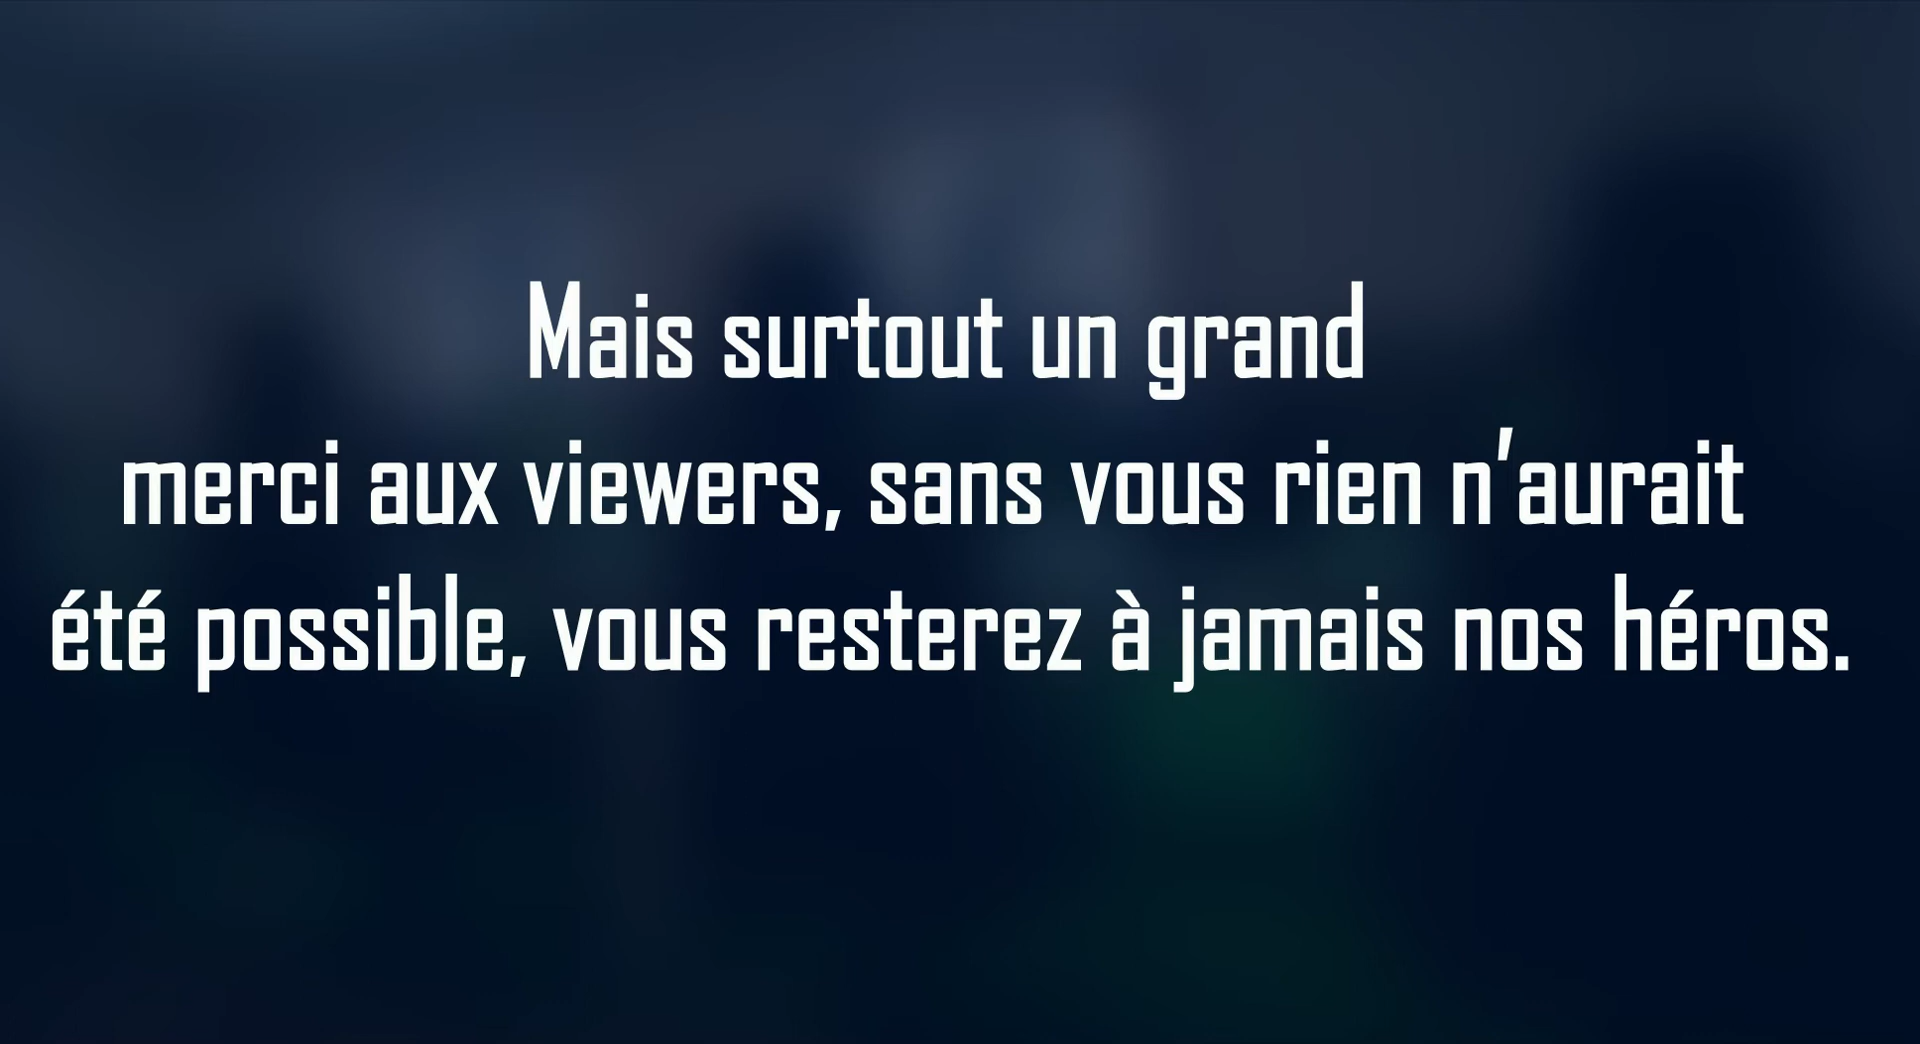 Mais surtout un grand
merci aux viewers, sans vous rien n'aurait
été possible, vous resterez à jamais nos héros.